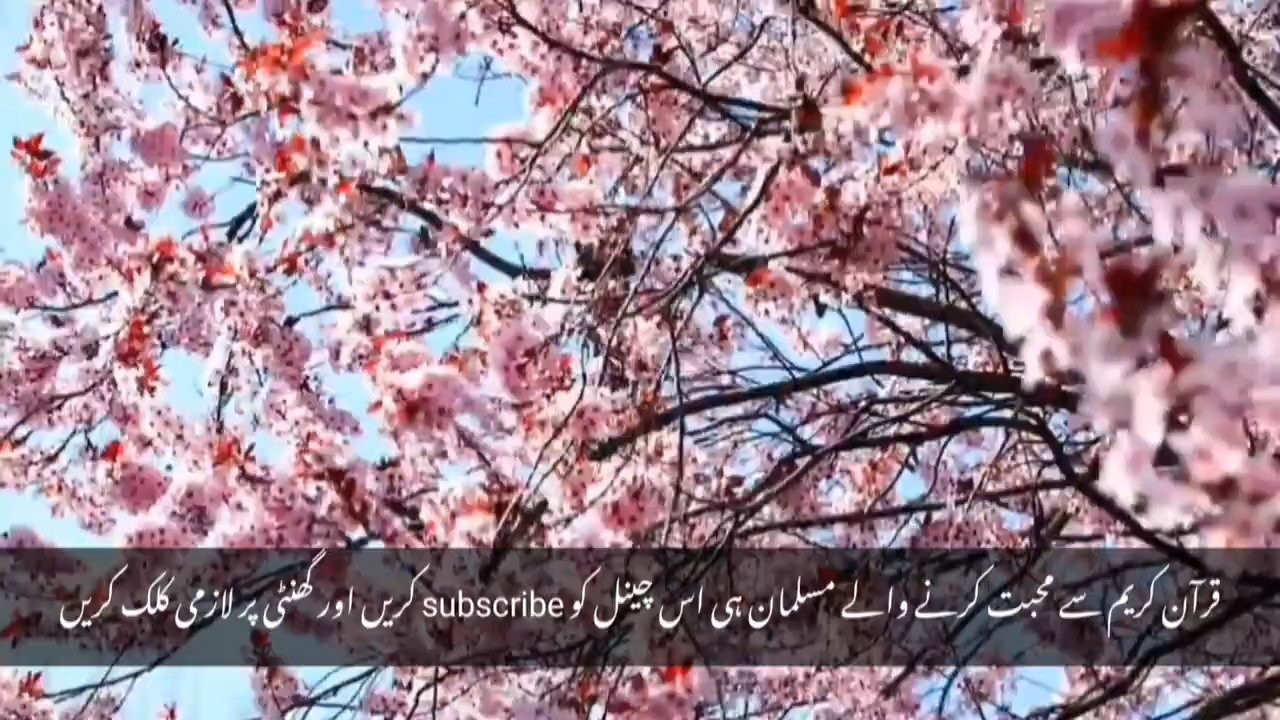 قرآن کریم سے محبت کرنے والے مسلمان ہی اس چینل کو subscribe کریں اور گھنٹی پر لازمی کلک کریں